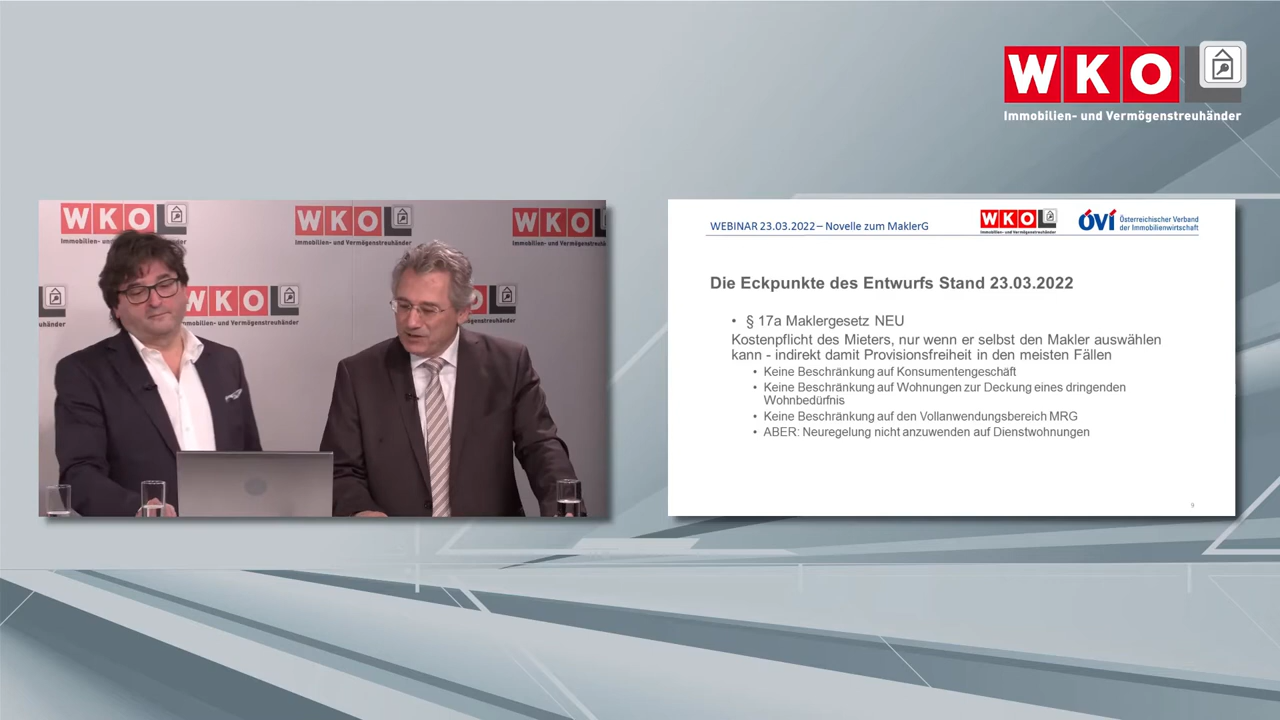 WKO
Immobilien- und Vermögenstreuhänder
WKO
WKO
Immobilien- und Vermögenstreuhänder
WKO
WKO
Immobilien- und Vermögenstreuhänder
WEBINAR 23.03.2022 – Novelle zum MaklerG
WKO
Immobilien- und Vermögenstreuhänder
ÖVI
Österreichischer Verband
der Immobilienwirtschaft
Die Eckpunkte des Entwurfs Stand 23.03.2022
• § 17a Maklergesetz NEU
Kostenpflicht des Mieters, nur wenn er selbst den Makler auswählen
kann - indirekt damit Provisionsfreiheit in den meisten Fällen
• Keine Beschränkung auf Konsumentengeschäft
• Keine Beschränkung auf Wohnungen zur Deckung eines dringenden
Wohnbedürfnis
• Keine Beschränkung auf den Vollanwendungsbereich MRG
• ABER: Neuregelung nicht anzuwenden auf Dienstwohnungen
9